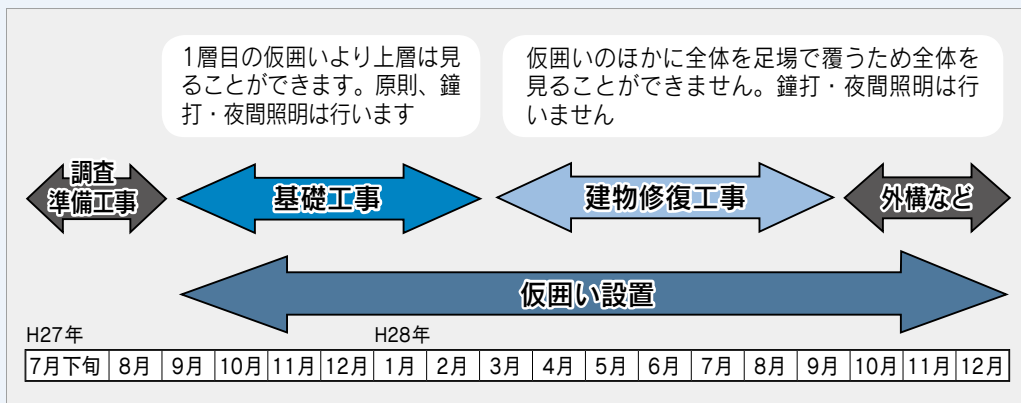 1層目の仮囲いより上層は見
ることができます。原則、鐘
打・夜間照明は行います
仮囲いのほかに全体を足場で覆うため全体を
見ることができません。鐘打・夜間照明は行
いません
調査
準備工事
基礎工事
建物修復工事
外構など
仮囲い設置
H27年
H28年
7月下旬 8月 9月 10月 11月 12月 1月 2月 3月 4月 5月 6月 7月 8月 9月 10月 11月 12月